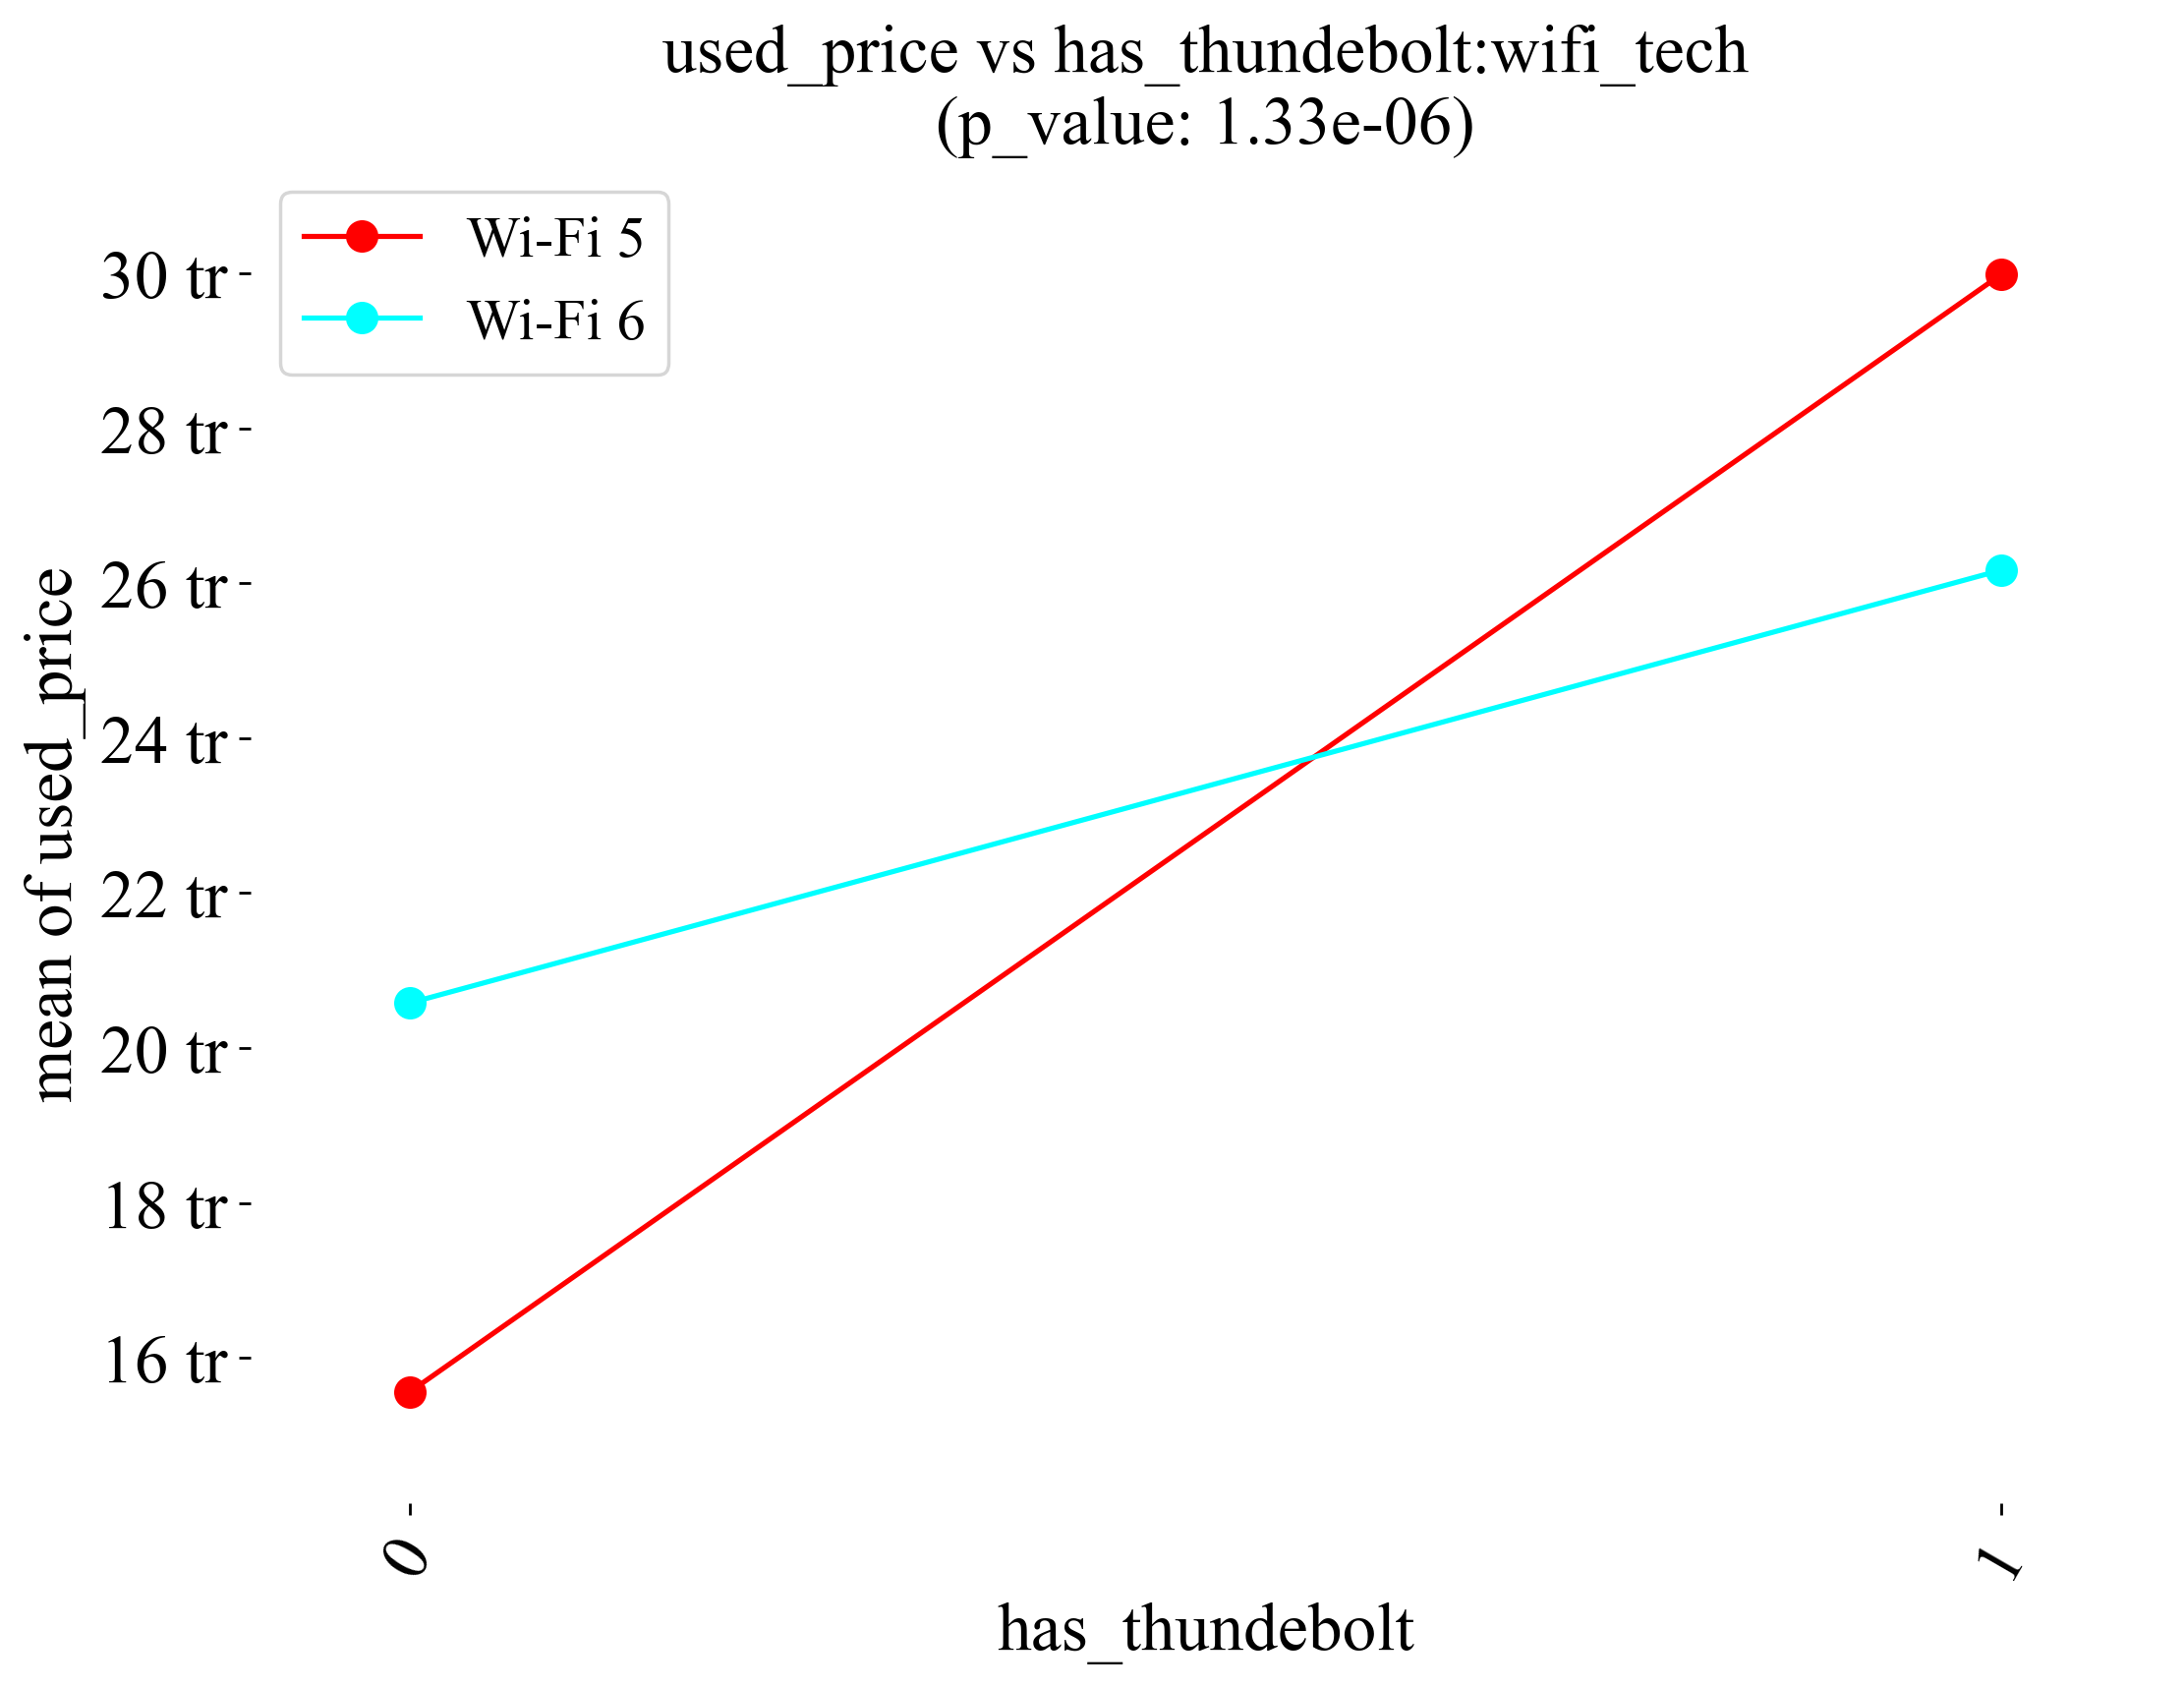 used_price vs has_thundebolt:wifi_tech
(p_value: 1.33e-06)
Wi-Fi 5
Wi-Fi 6
30 tr
28 tr
26 tr
24 tr
22 tr
20 tr
18 tr
16 tr
mean of used_price
0
1
has_thundebolt